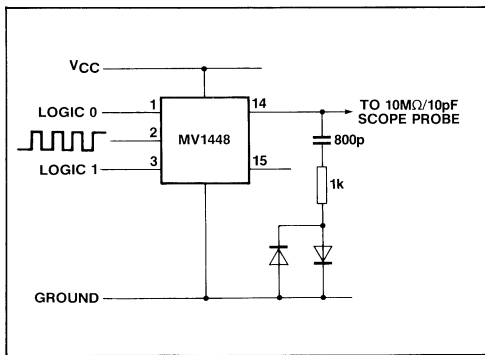 VCC
LOGIC 0
1
14
TO 10MΩ/10pF
SCOPE PROBE
2
MV1448
800p
LOGIC 1
3
15
1k
GROUND